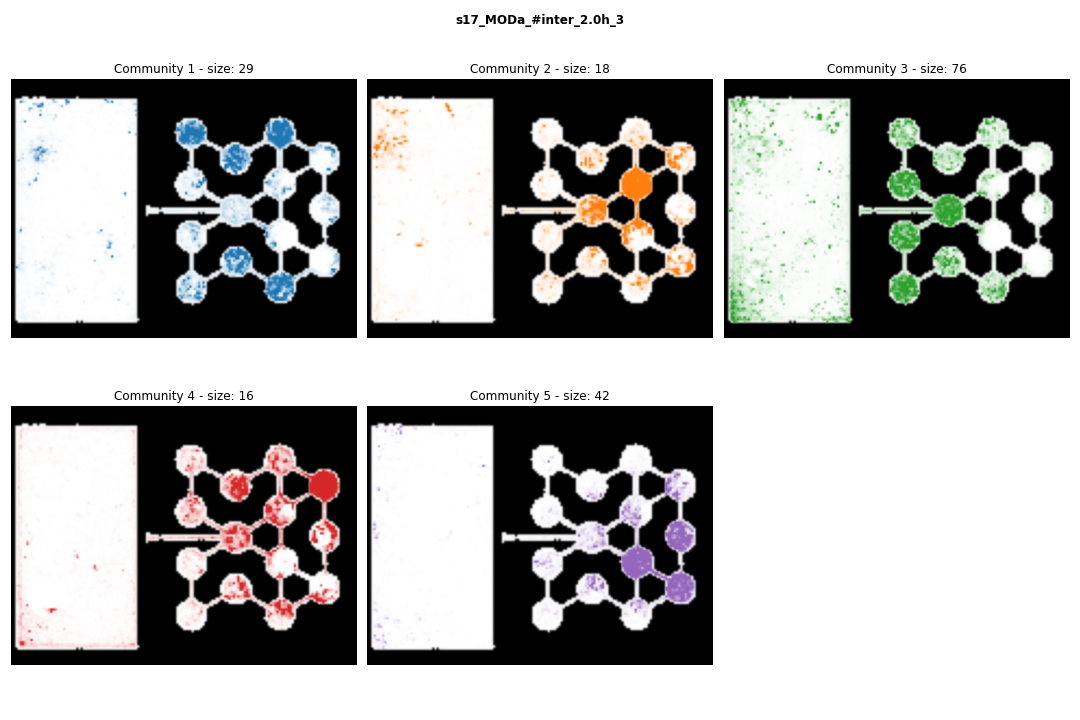 s17_MODa_#inter_2.0h_3
Community 1 - size: 29
Community 2 - size: 18
Community 3 - size: 76
Community 4 - size: 16
Community 5 - size: 42